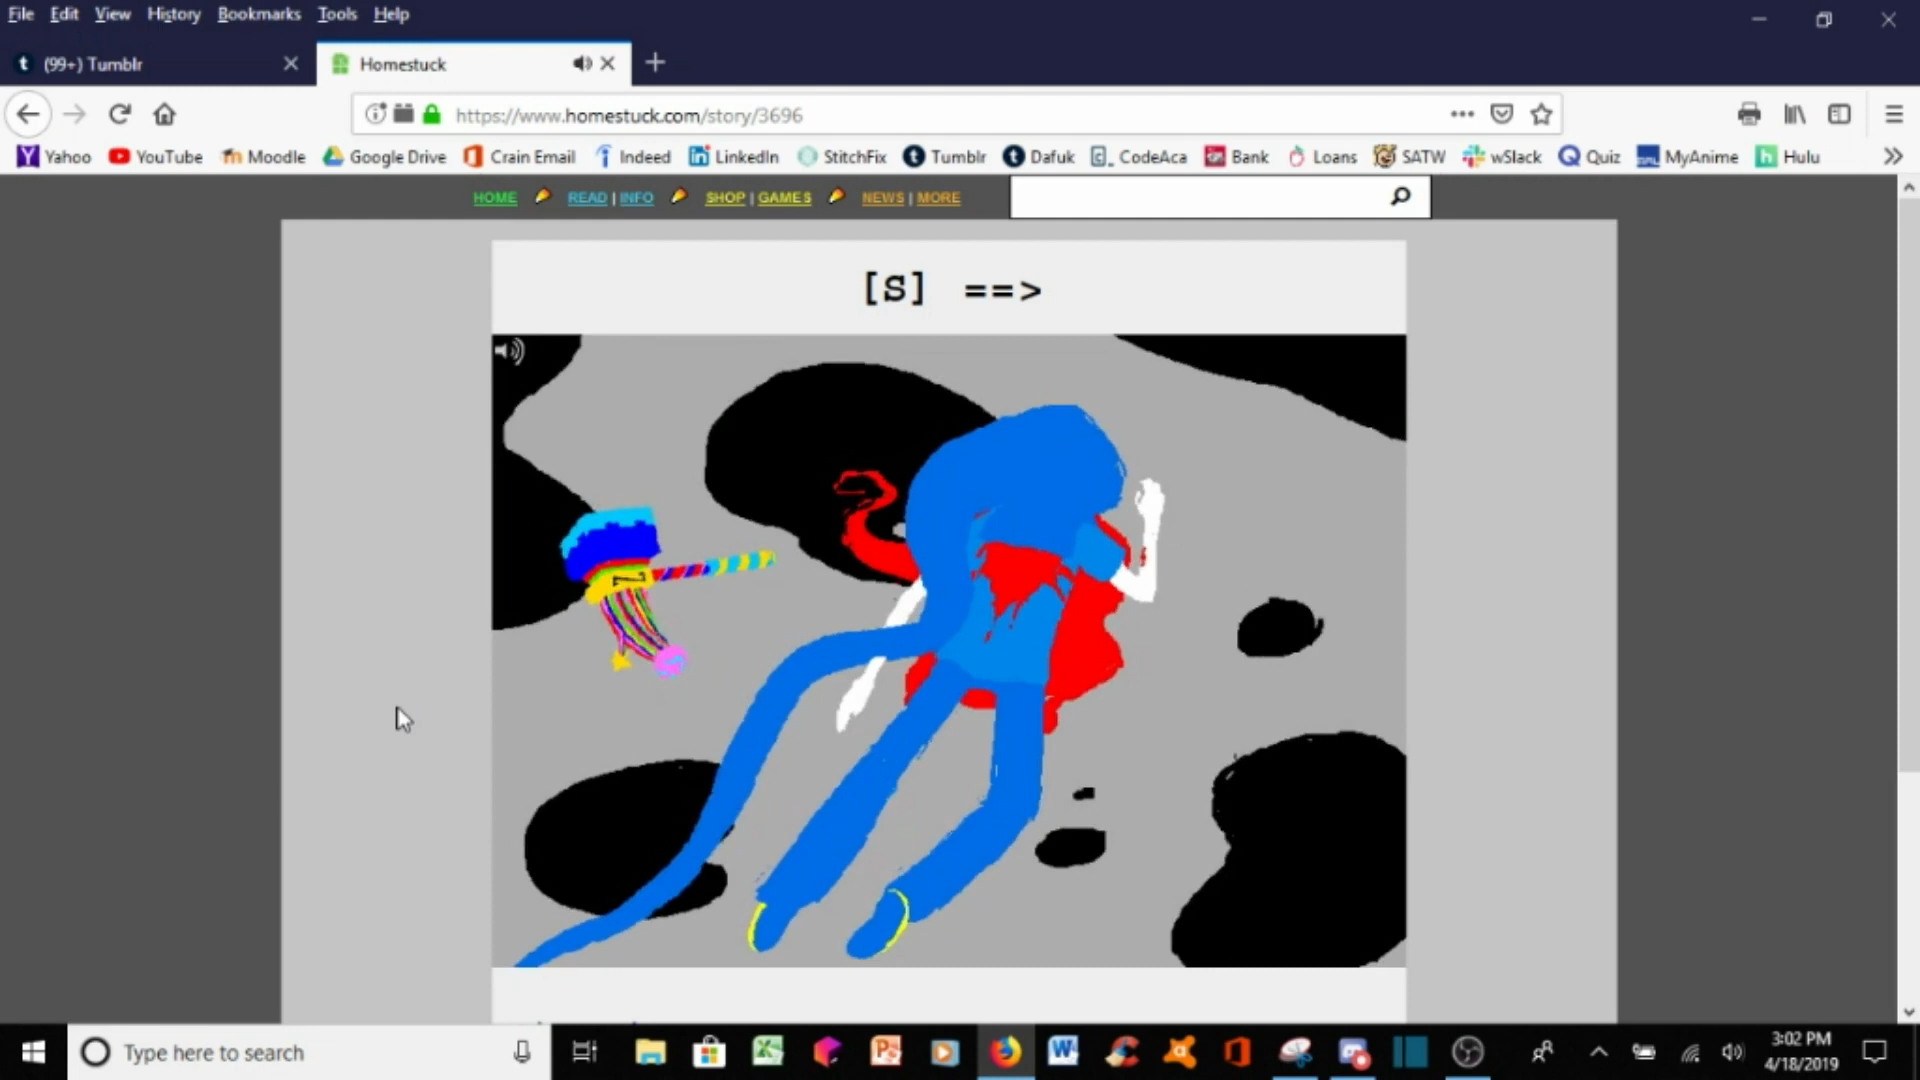 File Edit View History Bookmarks Tools Help
(99+) Tumblr
Homestuck
https://www.homestuck.com/story/3696
Yahoo YouTube Moodle Google Drive Crain Email Indeed LinkedIn StitchFix Tumblr Dafuk CodeAca Bank Loans SATW wSlack Quiz MyAnime Hulu
HOME READ | INFO SHOP | GAMES NEWS | MORE
[S] ==>
Z
Type here to search
3:02 PM
4/18/2019